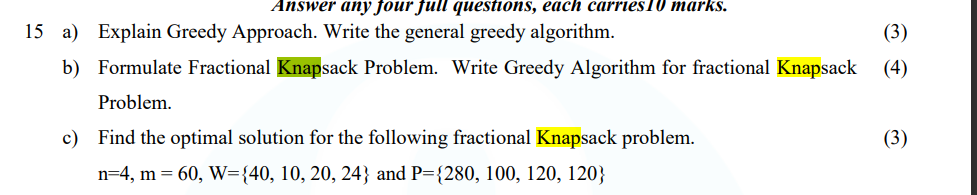 Answer any four full questions, each carries10 marks.
15 a) Explain Greedy Approach. Write the general greedy algorithm. (3)
b) Formulate Fractional Knapsack Problem. Write Greedy Algorithm for fractional Knapsack (4)
Problem.
c) Find the optimal solution for the following fractional Knapsack problem. (3)
n=4, m = 60, W={40, 10, 20, 24} and P={280, 100, 120, 120}